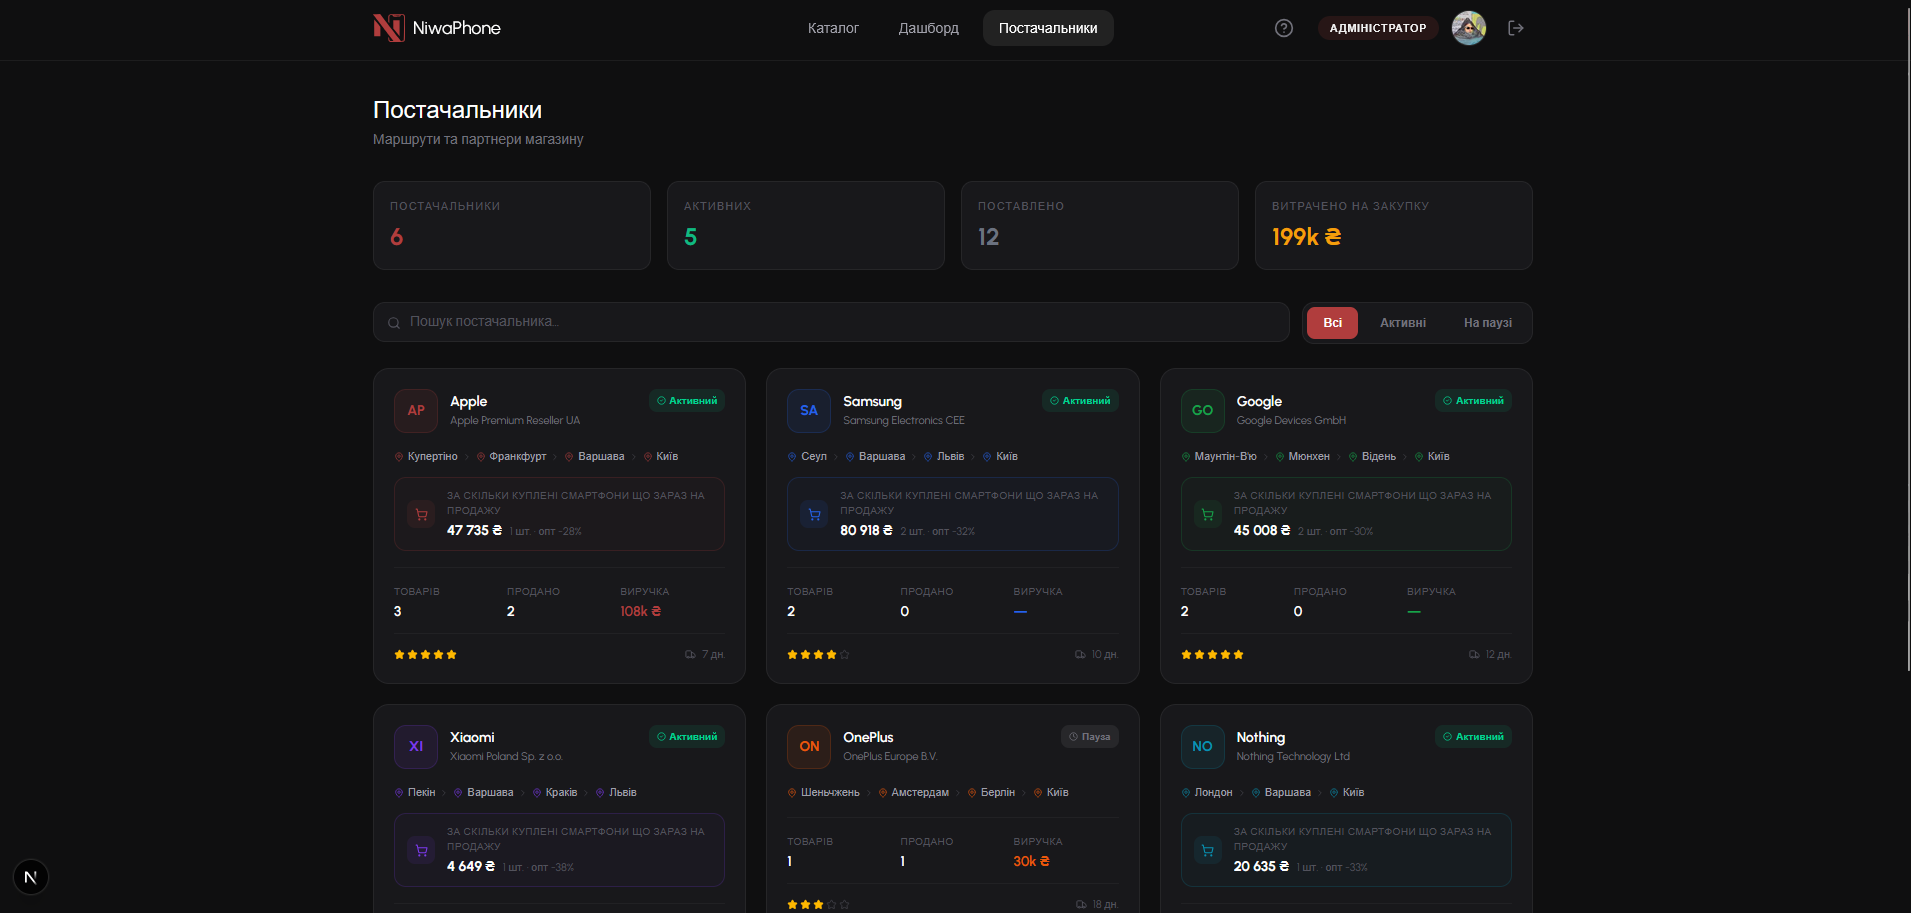 NiwaPhone
Каталог
Дашборд
Постачальники
АДМІНІСТРАТОР
Постачальники
Маршрути та партнери магазину
ПОСТАЧАЛЬНИКИ
6
АКТИВНИХ
5
ПОСТАВЛЕНО
12
ВИТРАЧЕНО НА ЗАКУПКУ
199k ₴
Пошук постачальника...
Всі
Активні
На паузі
AP
Apple
Apple Premium Reseller UA
Активний
Купертіно > Франкфурт > Варшава > Київ
ЗА СКІЛЬКИ КУПЛЕНІ СМАРТФОНИ ЩО ЗАРАЗ НА
ПРОДАЖУ
47 735 ₴ 1 шт. · опт -28%
ТОВАРІВ ПРОДАНО ВИРУЧКА
3 2 108k ₴
7 дн.
SA
Samsung
Samsung Electronics CEE
Активний
Сеул > Варшава > Львів > Київ
ЗА СКІЛЬКИ КУПЛЕНІ СМАРТФОНИ ЩО ЗАРАЗ НА
ПРОДАЖУ
80 918 ₴ 2 шт. · опт -32%
ТОВАРІВ ПРОДАНО ВИРУЧКА
2 0 —
10 дн.
GO
Google
Google Devices GmbH
Активний
Маунтін-В'ю > Мюнхен > Відень > Київ
ЗА СКІЛЬКИ КУПЛЕНІ СМАРТФОНИ ЩО ЗАРАЗ НА
ПРОДАЖУ
45 008 ₴ 2 шт. · опт -30%
ТОВАРІВ ПРОДАНО ВИРУЧКА
2 0 —
12 дн.
XI
Xiaomi
Xiaomi Poland Sp. z o.o.
Активний
Пекін > Варшава > Краків > Львів
ЗА СКІЛЬКИ КУПЛЕНІ СМАРТФОНИ ЩО ЗАРАЗ НА
ПРОДАЖУ
4 649 ₴ 1 шт. · опт -38%
ON
OnePlus
OnePlus Europe B.V.
Пауза
Шеньчжень > Амстердам > Берлін > Київ
ТОВАРІВ ПРОДАНО ВИРУЧКА
1 1 30k ₴
18 дн.
NO
Nothing
Nothing Technology Ltd
Активний
Лондон > Варшава > Київ
ЗА СКІЛЬКИ КУПЛЕНІ СМАРТФОНИ ЩО ЗАРАЗ НА
ПРОДАЖУ
20 635 ₴ 1 шт. · опт -33%
N